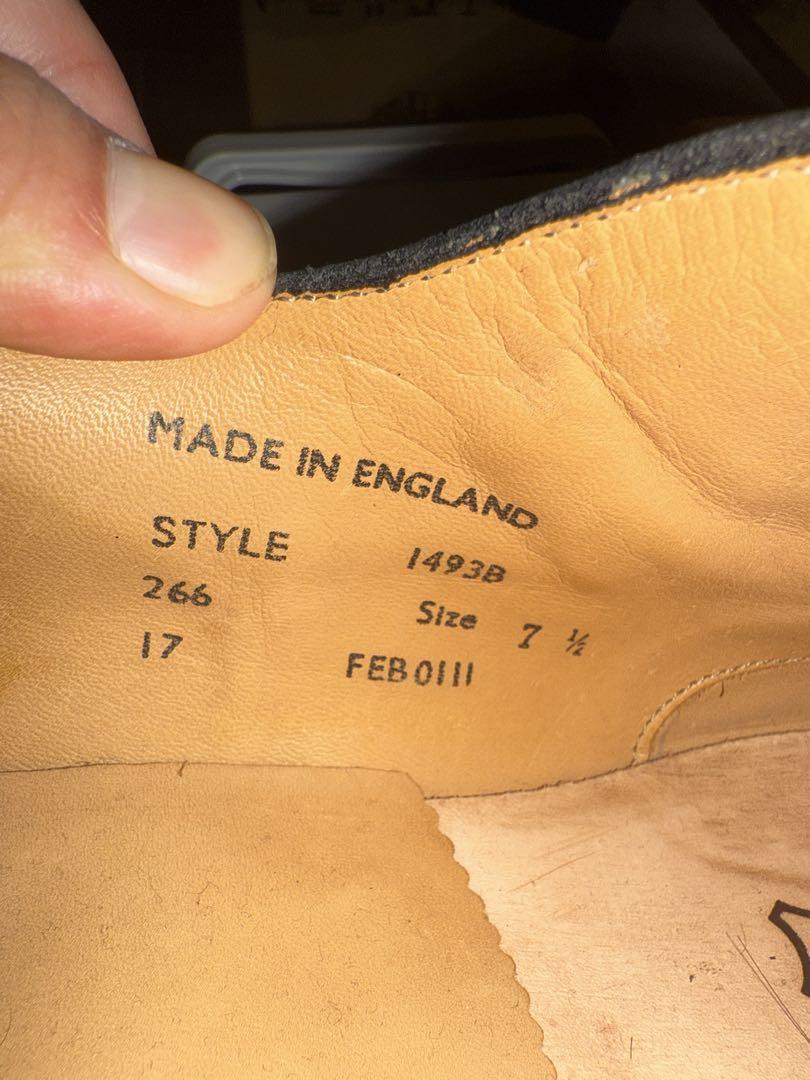 MADE IN ENGLAND
STYLE 1493B
266 Size 7 ½
17 FEB0111